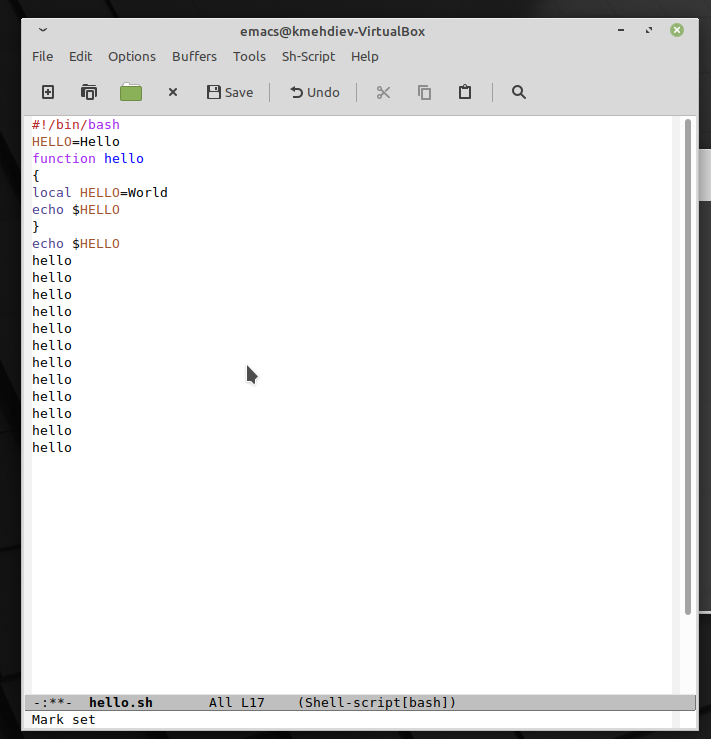 emacs@kmehdiev-VirtualBox
File Edit Options Buffers Tools Sh-Script Help
Save Undo
#!/bin/bash
HELLO=Hello
function hello
{
local HELLO=World
echo $HELLO
}
echo $HELLO
hello
hello
hello
hello
hello
hello
hello
hello
hello
hello
hello
hello
-:**- hello.sh All L17 (Shell-script[bash])
Mark set